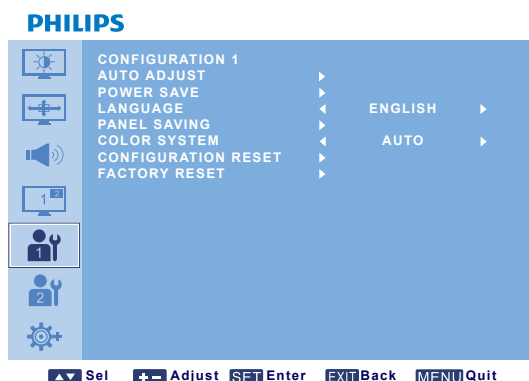 PHILIPS
CONFIGURATION 1
AUTO ADJUST
POWER SAVE
LANGUAGE ENGLISH
PANEL SAVING
COLOR SYSTEM AUTO
CONFIGURATION RESET
FACTORY RESET
1 2
1
2
Sel Adjust SET Enter EXIT Back MENU Quit